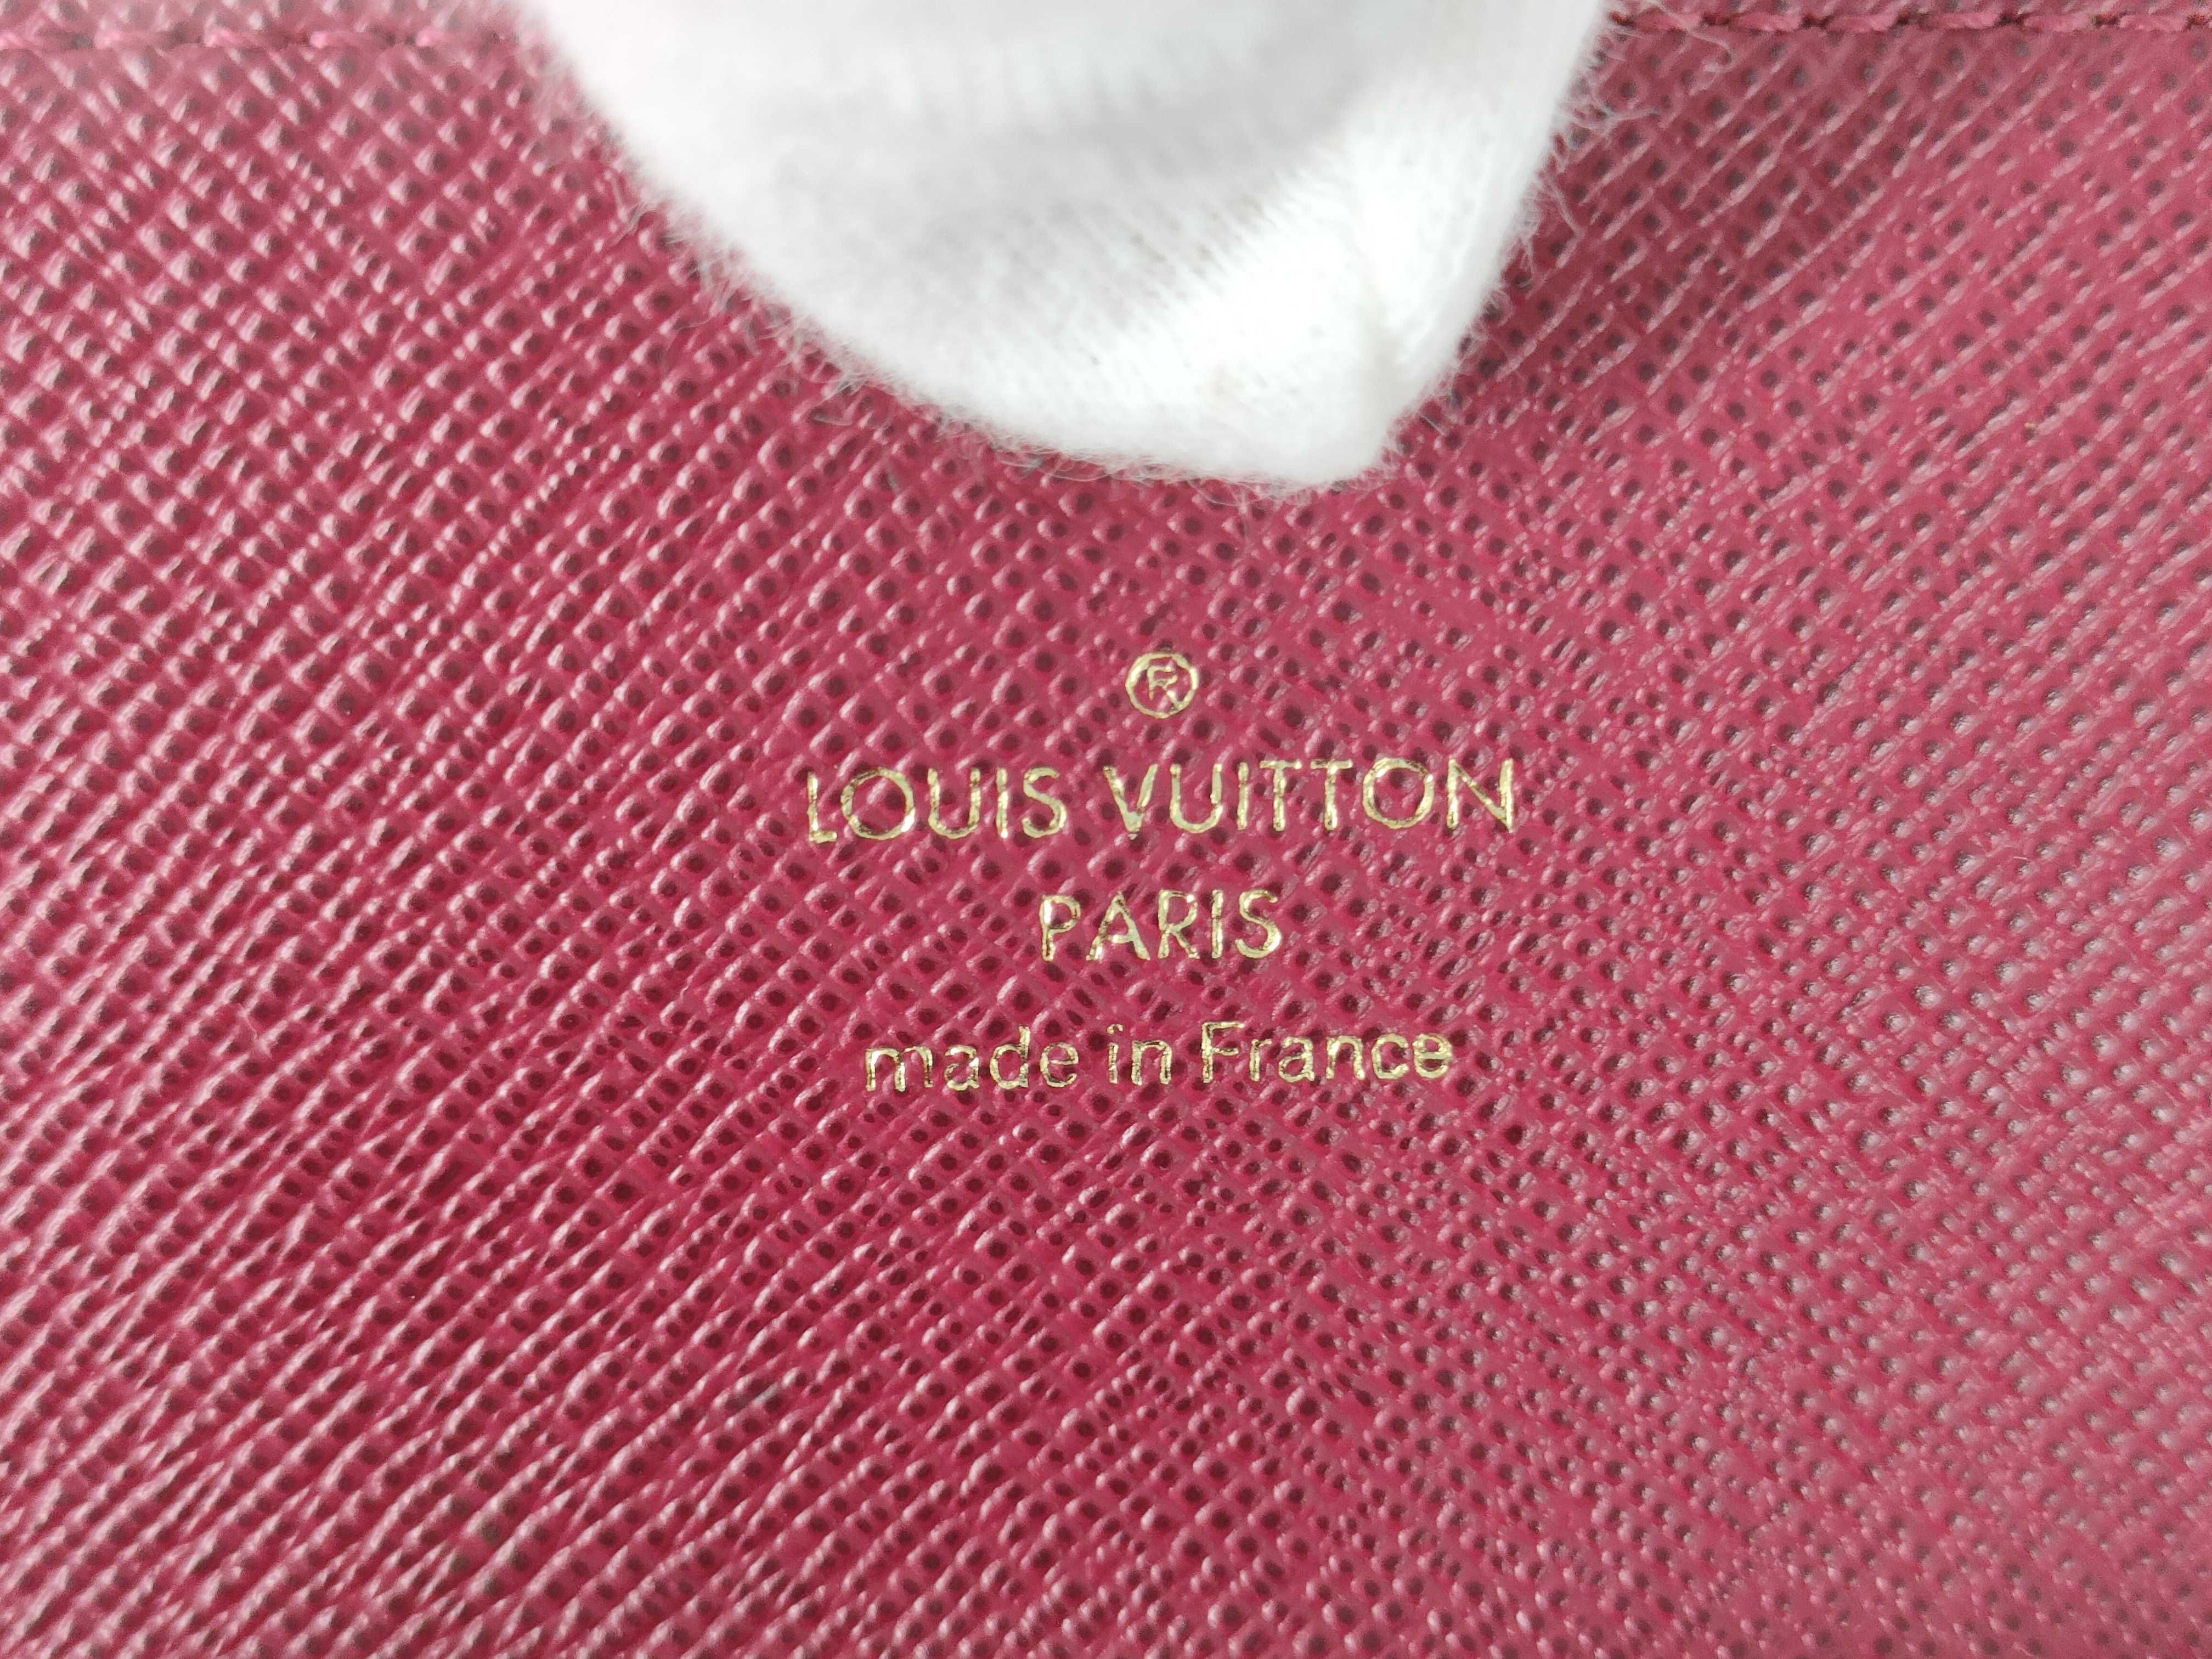 ®
LOUIS VUITTON
PARIS
made in France